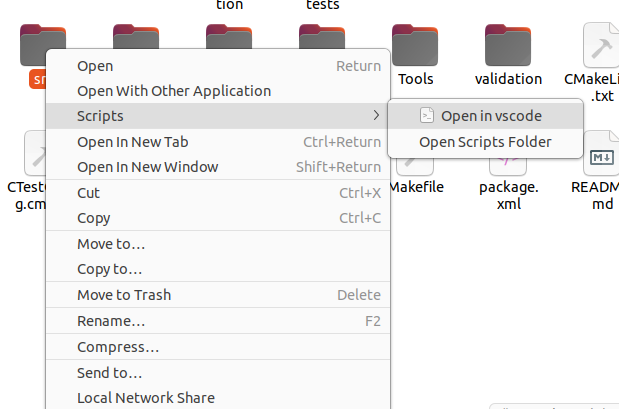 tion
tests
Tools
validation
CMakeLi
.txt
CTest
g.cm
Makefile
package.
xml
READM
md
Open
Return
Open With Other Application
Scripts
Open in vscode
Open Scripts Folder
Open In New Tab
Ctrl+Return
Open In New Window
Shift+Return
Cut
Ctrl+X
Copy
Ctrl+C
Move to…
Copy to…
Move to Trash
Delete
Rename…
F2
Compress…
Send to…
Local Network Share